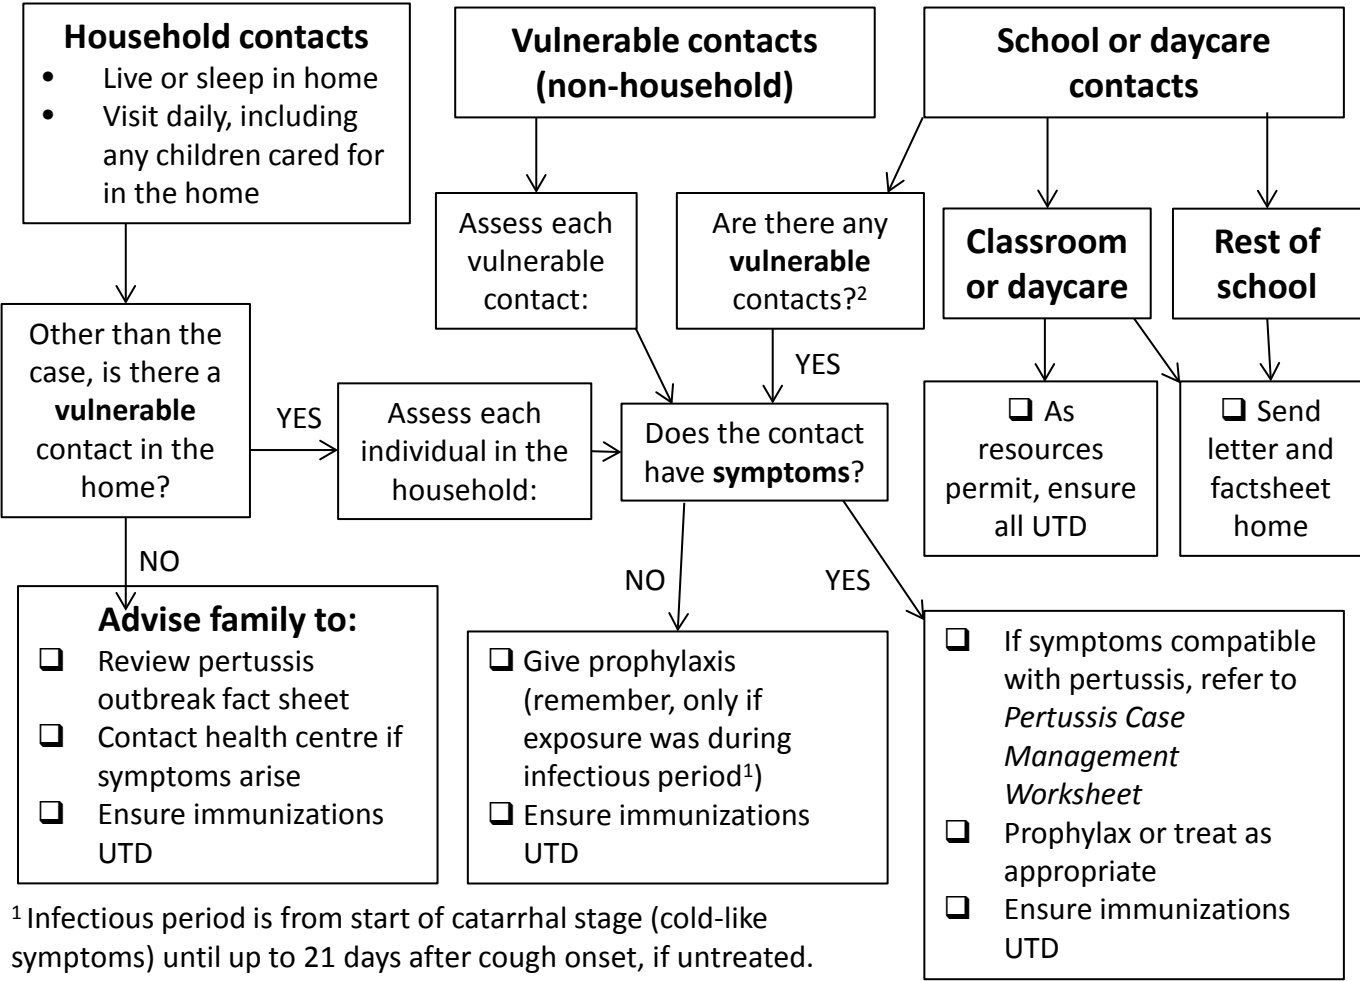 Household contacts
• Live or sleep in home
• Visit daily, including
any children cared for
in the home
Vulnerable contacts
(non-household)
School or daycare
contacts
Assess each
vulnerable
contact:
Are there any
vulnerable
contacts?2
Classroom
or daycare
Rest of
school
Other than the
case, is there a
vulnerable
contact in the
home?
YES
Assess each
individual in the
household:
YES
Does the contact
have symptoms?
❑ As
resources
permit, ensure
all UTD
❑ Send
letter and
factsheet
home
NO
NO
YES
Advise family to:
❑ Review pertussis
outbreak fact sheet
❑ Contact health centre if
symptoms arise
❑ Ensure immunizations
UTD
❑ Give prophylaxis
(remember, only if
exposure was during
infectious period1)
❑ Ensure immunizations
UTD
❑ If symptoms compatible
with pertussis, refer to
Pertussis Case
Management
Worksheet
❑ Prophylax or treat as
appropriate
❑ Ensure immunizations
UTD
1 Infectious period is from start of catarrhal stage (cold-like
symptoms) until up to 21 days after cough onset, if untreated.